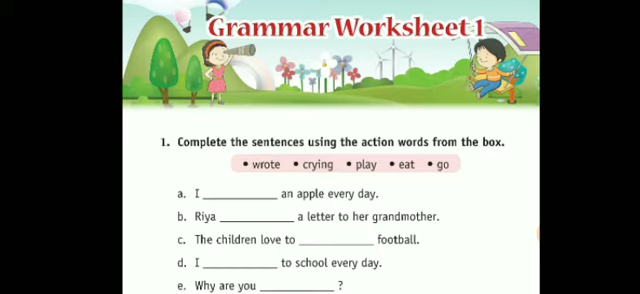 Grammar Worksheet 1
1. Complete the sentences using the action words from the box.
• wrote • crying • play • eat • go
a. I ____________ an apple every day.
b. Riya ____________ a letter to her grandmother.
c. The children love to ____________ football.
d. I ____________ to school every day.
e. Why are you ____________ ?